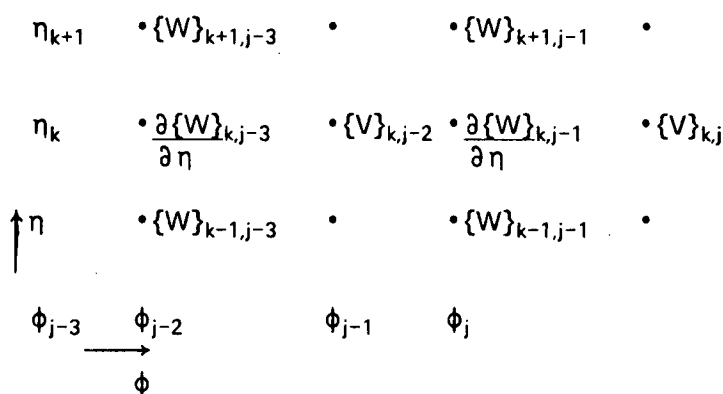 η_{k+1} • {W}_{k+1,j−3} • • {W}_{k+1,j−1} •
η_k • ∂{W}_{k,j−3}/∂η • {V}_{k,j−2} • ∂{W}_{k,j−1}/∂η • {V}_{k,j}
η • {W}_{k−1,j−3} • • {W}_{k−1,j−1} •
ϕ_{j−3} ϕ_{j−2} ϕ_{j−1} ϕ_j
ϕ